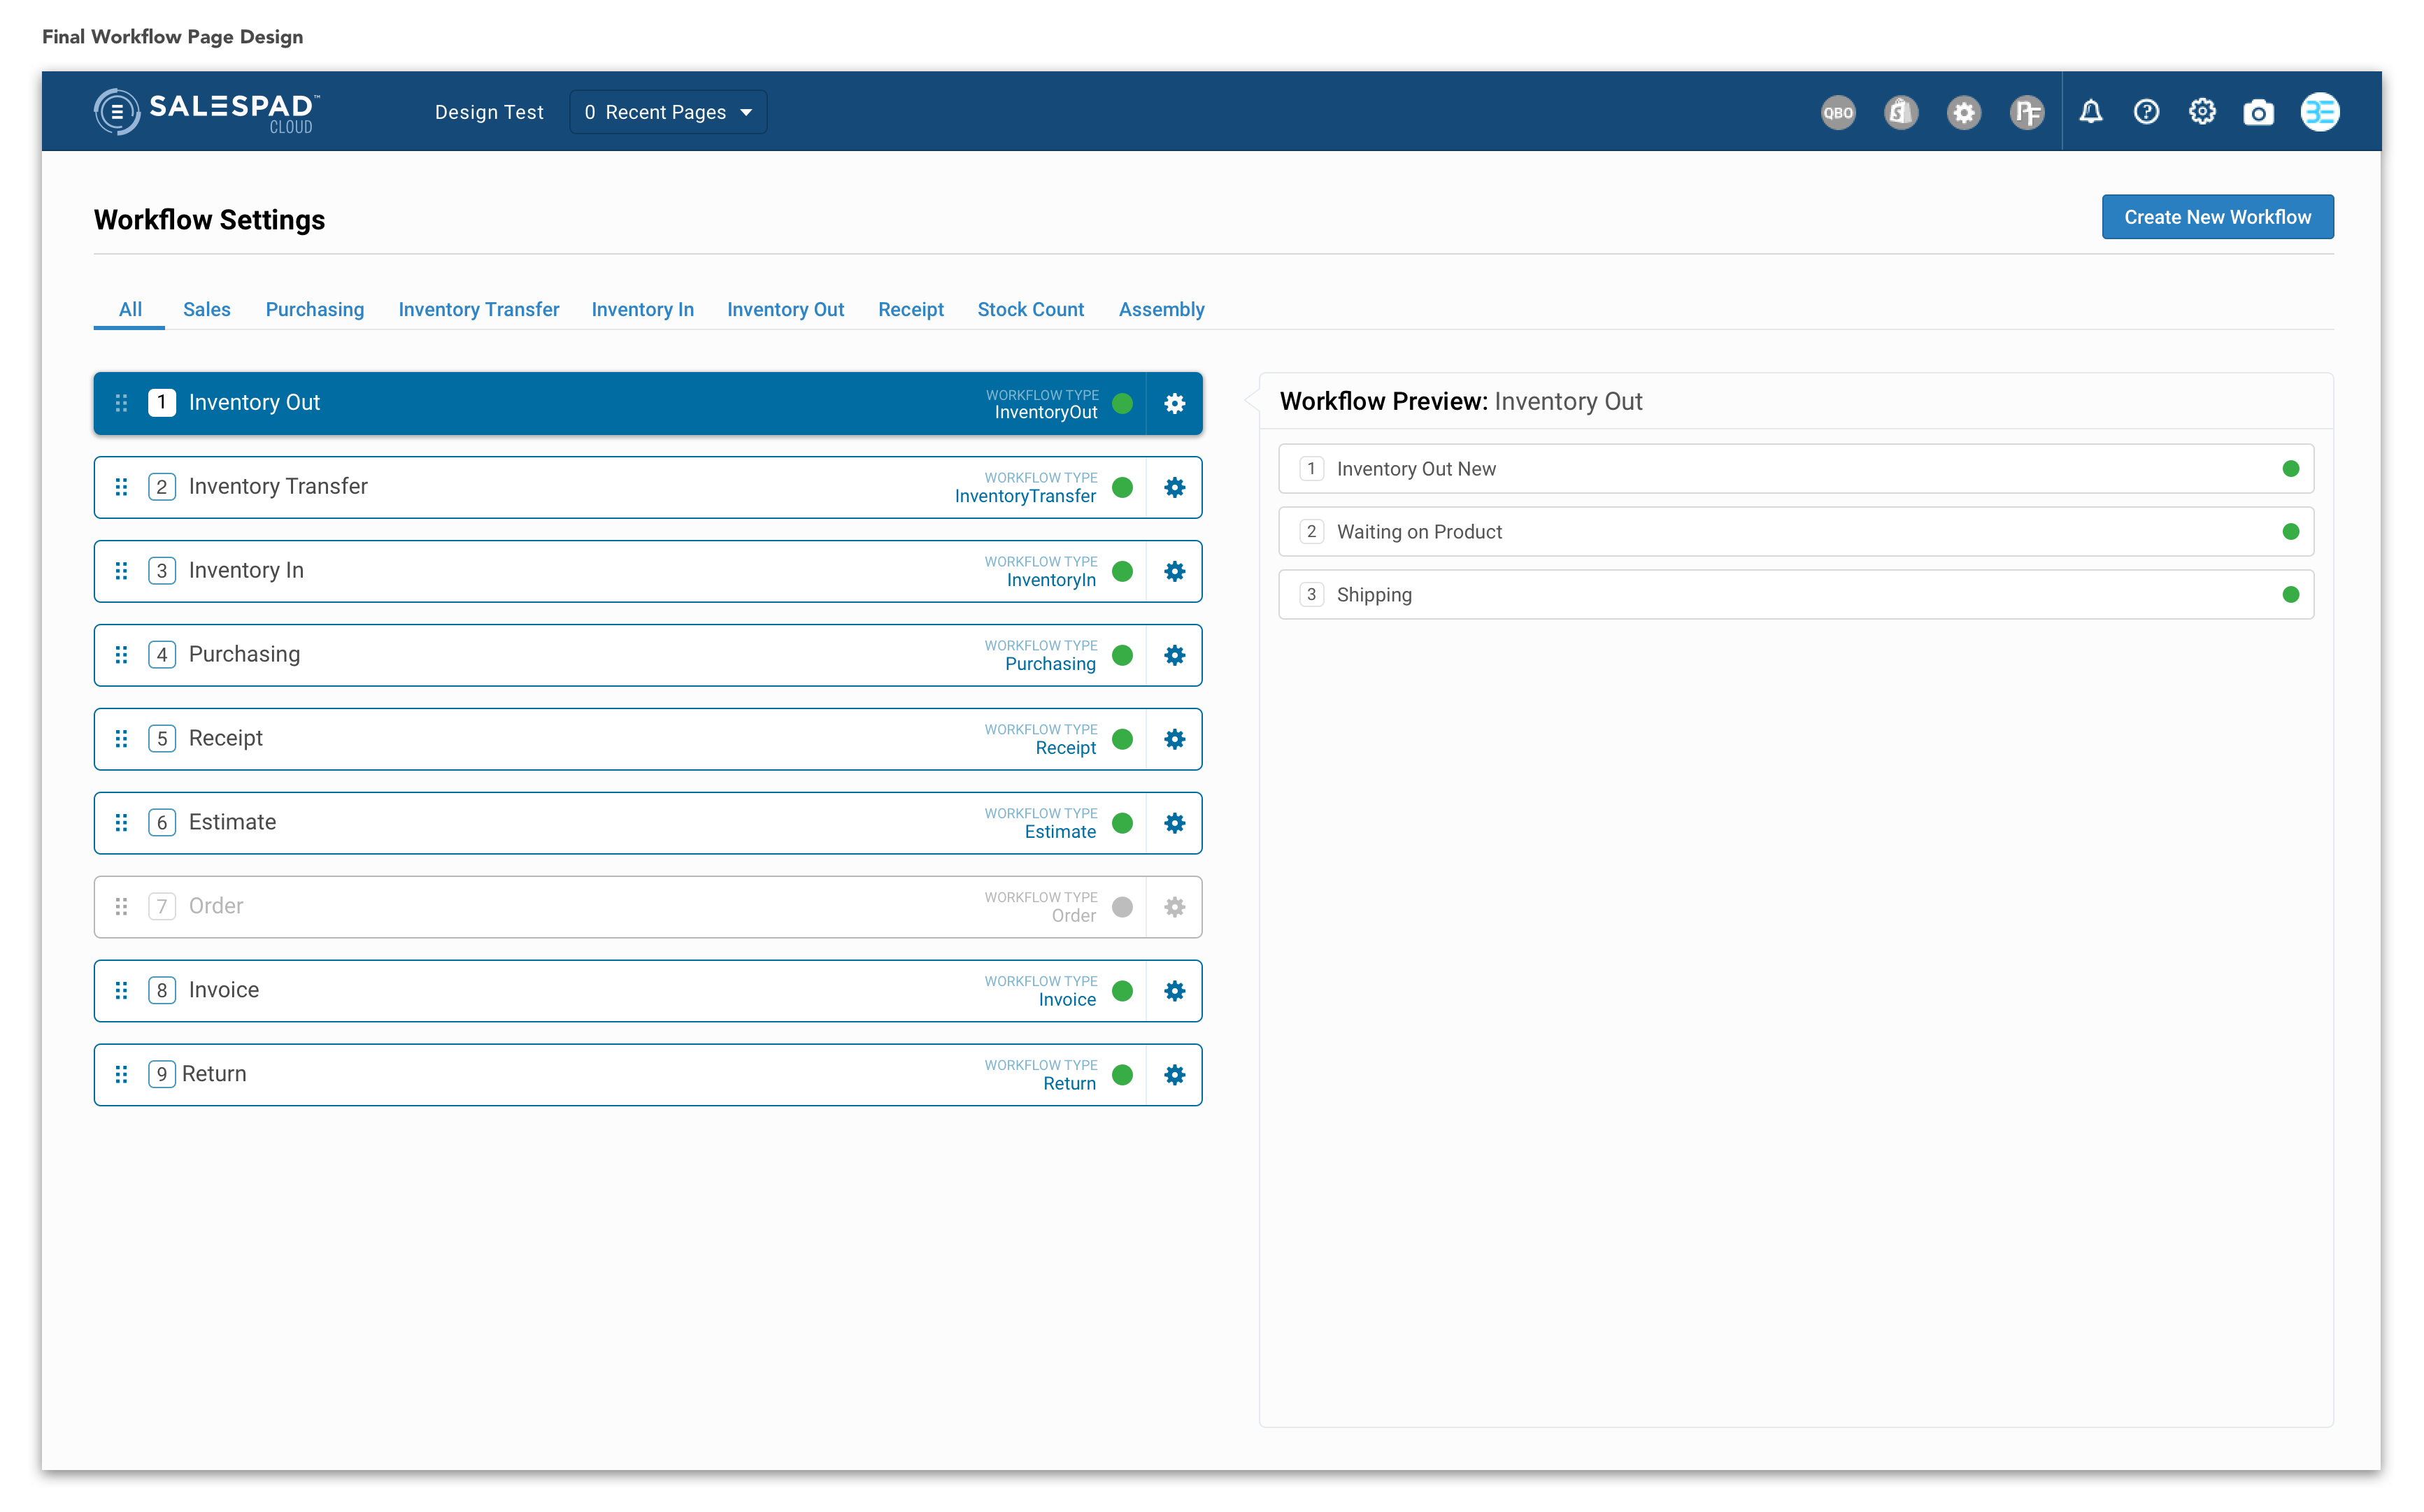 Final Workflow Page Design
SALESPAD™
CLOUD
Design Test
0 Recent Pages
QBO
Workflow Settings
Create New Workflow
All Sales Purchasing Inventory Transfer Inventory In Inventory Out Receipt Stock Count Assembly
1 Inventory Out
WORKFLOW TYPE
InventoryOut
2 Inventory Transfer
WORKFLOW TYPE
InventoryTransfer
3 Inventory In
WORKFLOW TYPE
InventoryIn
4 Purchasing
WORKFLOW TYPE
Purchasing
5 Receipt
WORKFLOW TYPE
Receipt
6 Estimate
WORKFLOW TYPE
Estimate
7 Order
WORKFLOW TYPE
Order
8 Invoice
WORKFLOW TYPE
Invoice
9 Return
WORKFLOW TYPE
Return
Workflow Preview: Inventory Out
1 Inventory Out New
2 Waiting on Product
3 Shipping